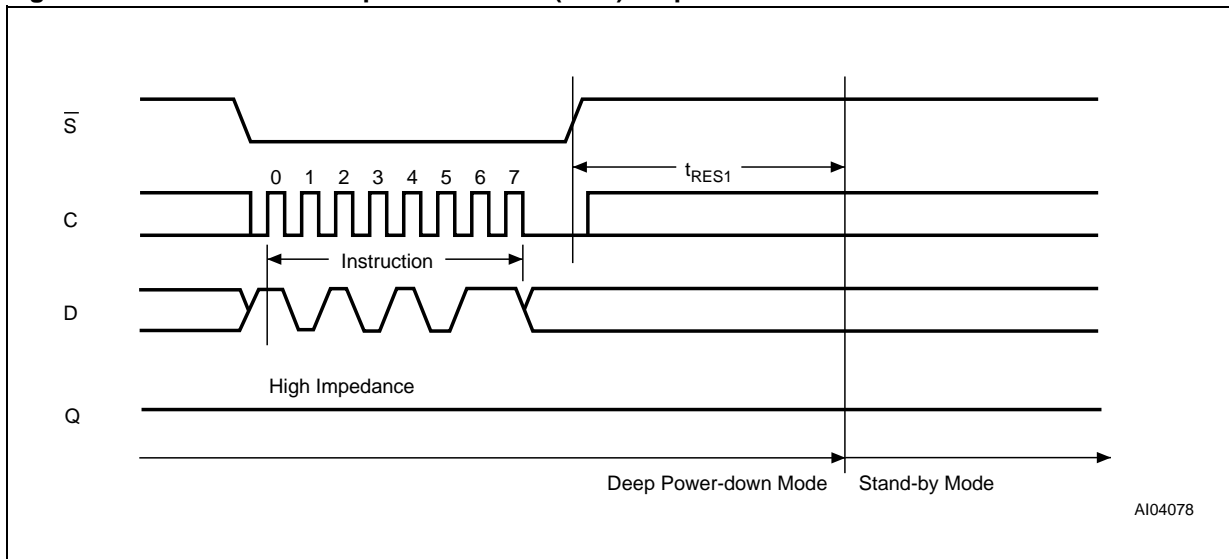 S
0 1 2 3 4 5 6 7
tRES1
C
Instruction
D
High Impedance
Q
Deep Power-down Mode Stand-by Mode
AI04078